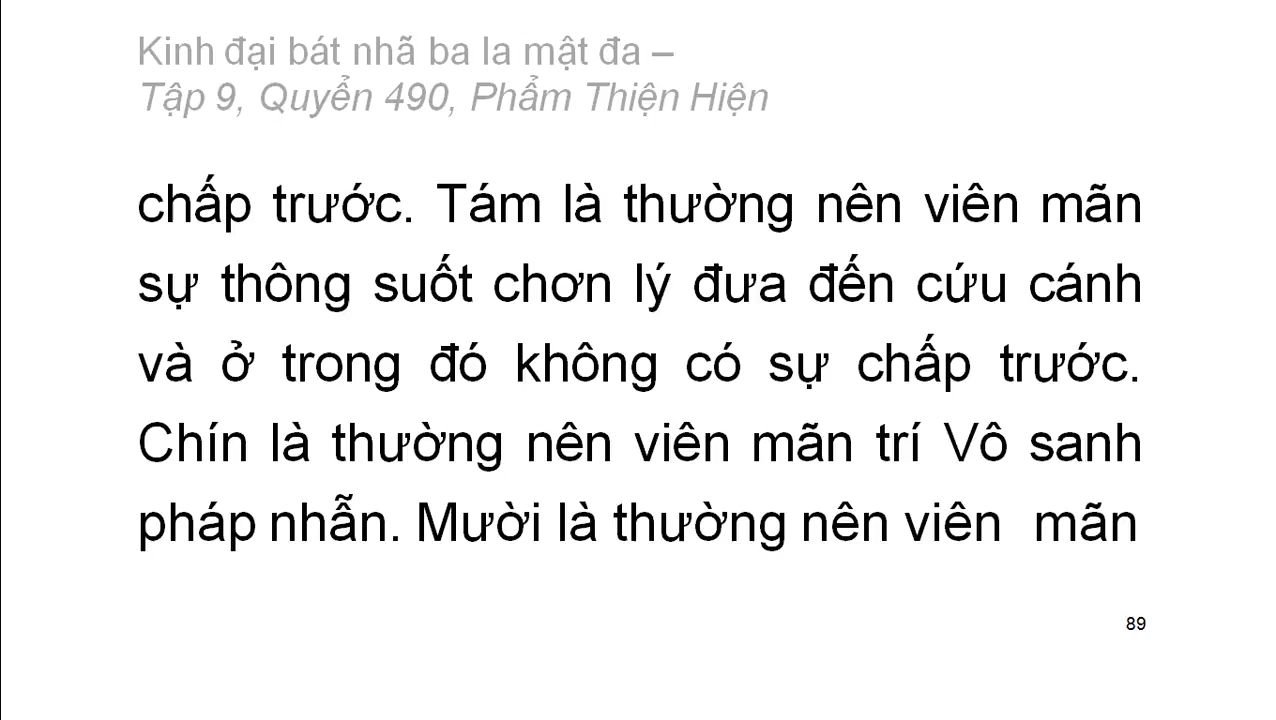 Kinh đại bát nhã ba la mật đa –
Tập 9, Quyển 490, Phẩm Thiện Hiện
chấp trước. Tám là thường nên viên mãn
sự thông suốt chơn lý đưa đến cứu cánh
và ở trong đó không có sự chấp trước.
Chín là thường nên viên mãn trí Vô sanh
pháp nhẫn. Mười là thường nên viên mãn
89